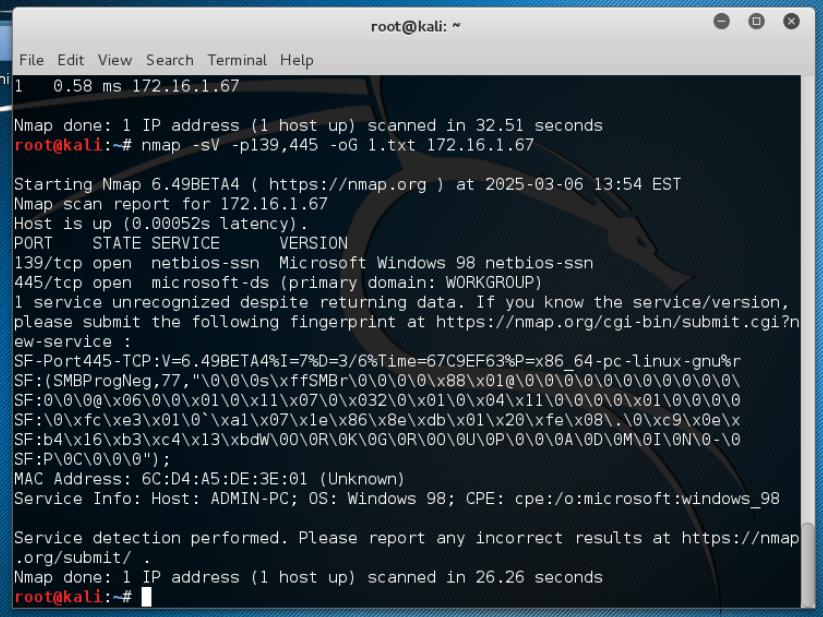 root@kali: ~
File Edit View Search Terminal Help
1   0.58 ms 172.16.1.67
Nmap done: 1 IP address (1 host up) scanned in 32.51 seconds
root@kali:~# nmap -sV -p139,445 -oG 1.txt 172.16.1.67
Starting Nmap 6.49BETA4 ( https://nmap.org ) at 2025-03-06 13:54 EST
Nmap scan report for 172.16.1.67
Host is up (0.00052s latency).
PORT    STATE SERVICE      VERSION
139/tcp open  netbios-ssn  Microsoft Windows 98 netbios-ssn
445/tcp open  microsoft-ds (primary domain: WORKGROUP)
1 service unrecognized despite returning data. If you know the service/version,
please submit the following fingerprint at https://nmap.org/cgi-bin/submit.cgi?n
ew-service :
SF-Port445-TCP:V=6.49BETA4%I=7%D=3/6%Time=67C9EF63%P=x86_64-pc-linux-gnu%r
SF:(SMBProgNeg,77,"\0\0\0s\xffSMBr\0\0\0\0\x88\x01@\0\0\0\0\0\0\0\0\0\0\0\
SF:0\0\0@\x06\0\0\x01\0\x11\x07\0\x032\0\x01\0\x04\x11\0\0\0\0\x01\0\0\0\0
SF:\0\xfc\xe3\x01\0`\xa1\x07\x1e\x86\x8e\xdb\x01\x20\xfe\x08\.\0\xc9\x0e\x
SF:b4\x16\xb3\xc4\x13\xbdW\0O\0R\0K\0G\0R\0O\0U\0P\0\0\0A\0D\0M\0I\0N\0-\0
SF:P\0C\0\0\0");
MAC Address: 6C:D4:A5:DE:3E:01 (Unknown)
Service Info: Host: ADMIN-PC; OS: Windows 98; CPE: cpe:/o:microsoft:windows_98
Service detection performed. Please report any incorrect results at https://nmap
.org/submit/ .
Nmap done: 1 IP address (1 host up) scanned in 26.26 seconds
root@kali:~#